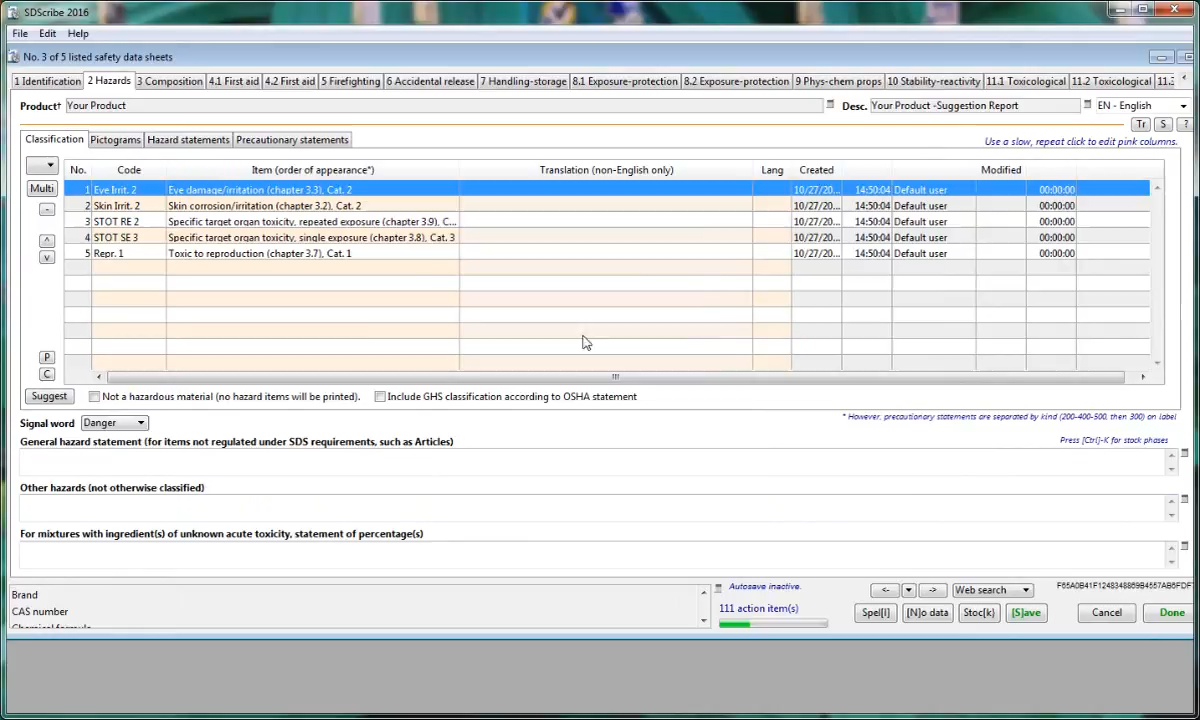 SDScribe 2016
File Edit Help
No. 3 of 5 listed safety data sheets
1 Identification 2 Hazards 3 Composition 4.1 First aid 4.2 First aid 5 Firefighting 6 Accidental release 7 Handling-storage 8.1 Exposure-protection 8.2 Exposure-protection 9 Phys-chem props 10 Stability-reactivity 11.1 Toxicological 11.2 Toxicological 11.:
Product† Your Product Desc. Your Product -Suggestion Report EN - English
Tr S ?
Classification Pictograms Hazard statements Precautionary statements
Use a slow, repeat click to edit pink columns.
No. Code Item (order of appearance*) Translation (non-English only) Lang Created Modified
Multi 1 Eye Irrit. 2 Eye damage/irritation (chapter 3.3), Cat. 2 10/27/20... 14:50:04 Default user 00:00:00
- 2 Skin Irrit. 2 Skin corrosion/irritation (chapter 3.2), Cat. 2 10/27/20... 14:50:04 Default user 00:00:00
3 STOT RE 2 Specific target organ toxicity, repeated exposure (chapter 3.9), C... 10/27/20... 14:50:04 Default user 00:00:00
^ 4 STOT SE 3 Specific target organ toxicity, single exposure (chapter 3.8), Cat. 3 10/27/20... 14:50:04 Default user 00:00:00
v 5 Repr. 1 Toxic to reproduction (chapter 3.7), Cat. 1 10/27/20... 14:50:04 Default user 00:00:00
P
C
Suggest Not a hazardous material (no hazard items will be printed). Include GHS classification according to OSHA statement
* However, precautionary statements are separated by kind (200-400-500, then 300) on label
Signal word Danger
General hazard statement (for items not regulated under SDS requirements, such as Articles)
Press [Ctrl]-K for stock phases
Other hazards (not otherwise classified)
For mixtures with ingredient(s) of unknown acute toxicity, statement of percentage(s)
Brand
CAS number
Chemical formula
Autosave inactive.
111 action item(s)
<- -> Web search F65A0B41F1248348869B4557AB6FDF
Spel[l] [N]o data Stoc[k] [S]ave Cancel Done